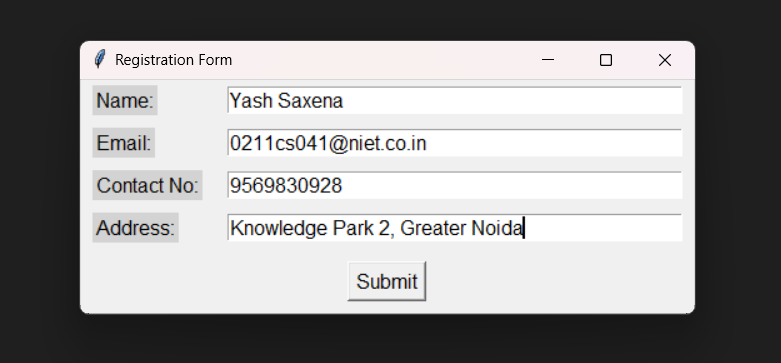 Registration Form
Name: Yash Saxena
Email: 0211cs041@niet.co.in
Contact No: 9569830928
Address: Knowledge Park 2, Greater Noida
Submit